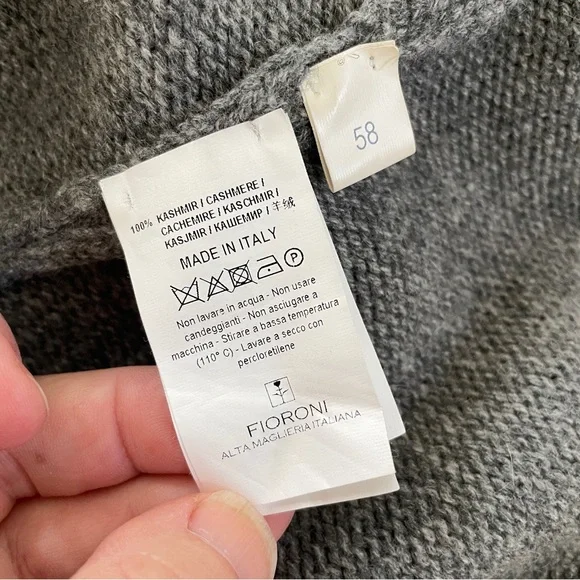 58
100% KASHMIR / CASHMERE /
CACHEMIRE / KASCHMIR /
KASJMIR / КАШЕМИР / 羊绒
MADE IN ITALY
P
Non lavare in acqua - Non usare
candeggianti - Non asciugare a
macchina - Stirare a bassa temperatura
(110° C) - Lavare a secco con
percloretilene
FIORONI
ALTA MAGLIERIA ITALIANA